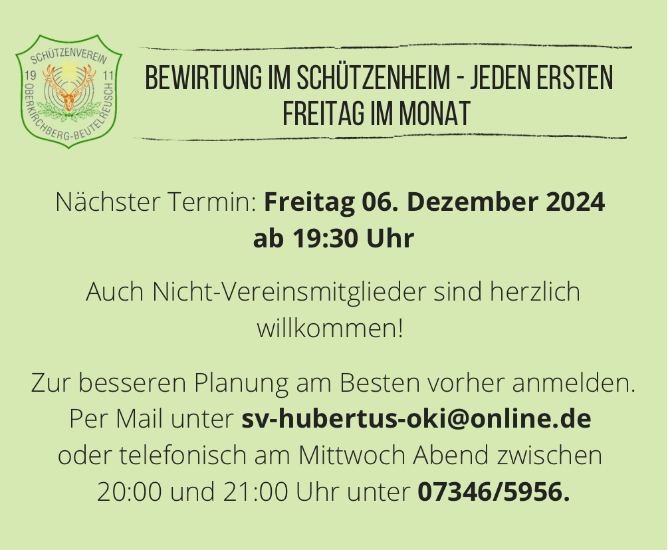 SCHÜTZENVEREIN
19 11
OBERKIRCHBERG-BEUTELREUSCH
BEWIRTUNG IM SCHÜTZENHEIM - JEDEN ERSTEN
FREITAG IM MONAT
Nächster Termin: Freitag 06. Dezember 2024
ab 19:30 Uhr
Auch Nicht-Vereinsmitglieder sind herzlich
willkommen!
Zur besseren Planung am Besten vorher anmelden.
Per Mail unter sv-hubertus-oki@online.de
oder telefonisch am Mittwoch Abend zwischen
20:00 und 21:00 Uhr unter 07346/5956.